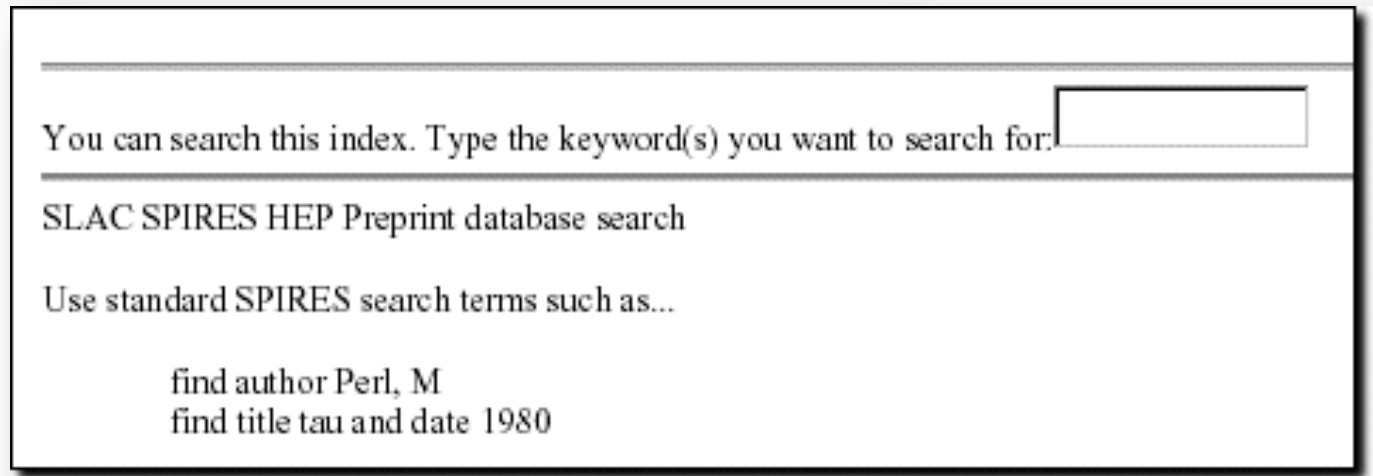 You can search this index. Type the keyword(s) you want to search for:
SLAC SPIRES HEP Preprint database search
Use standard SPIRES search terms such as...
find author Perl, M
find title tau and date 1980